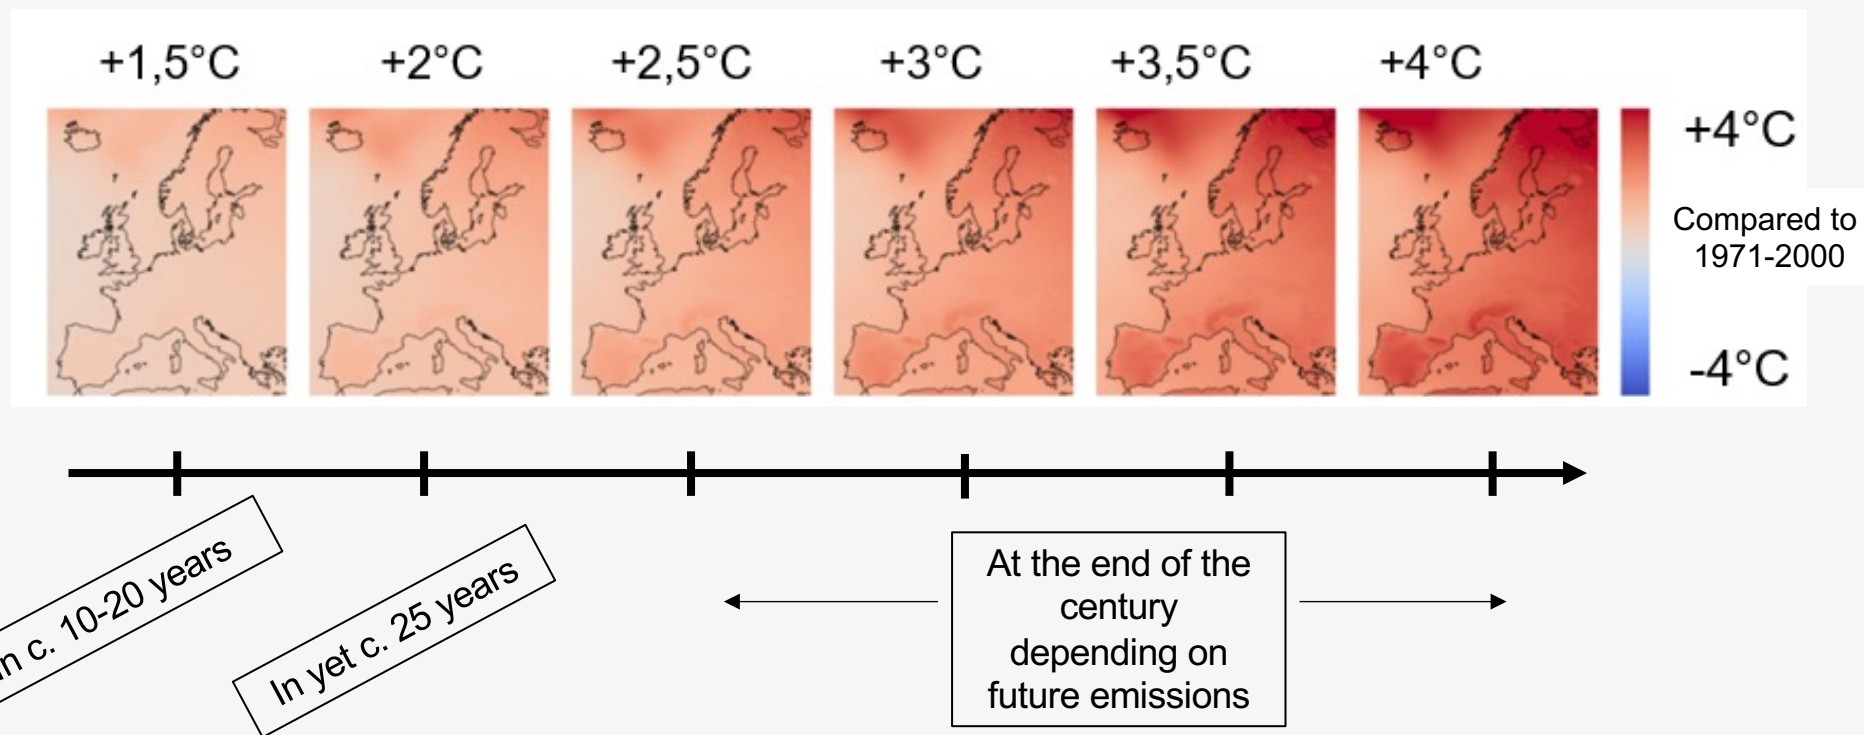 +1,5°C
+2°C
+2,5°C
+3°C
+3,5°C
+4°C
+4°C
Compared to
1971-2000
-4°C
n c. 10-20 years
In yet c. 25 years
At the end of the
century
depending on
future emissions